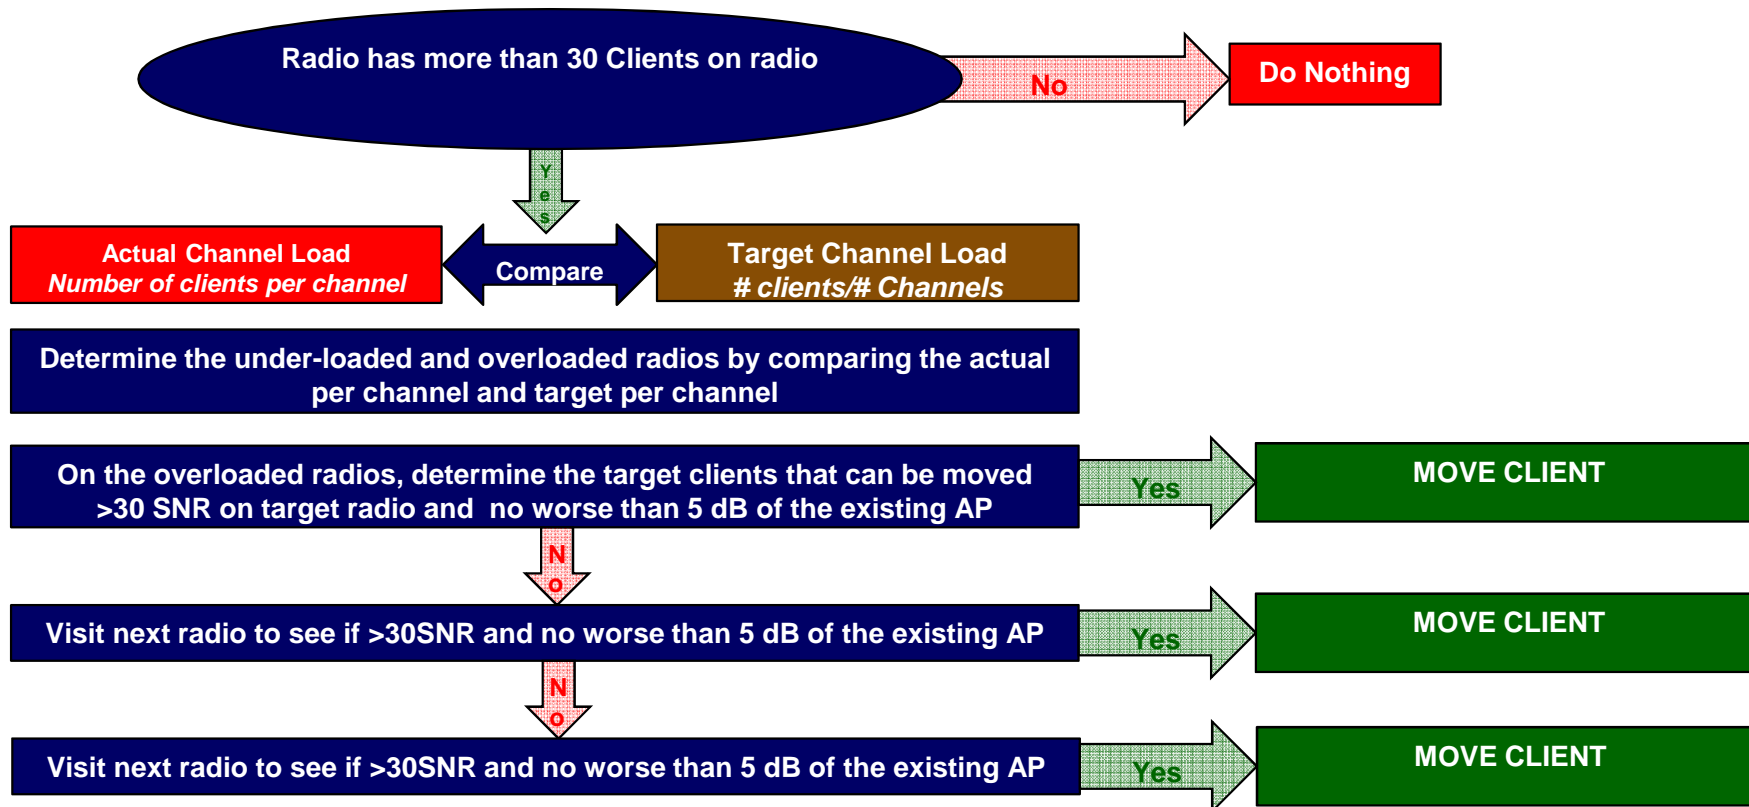 Radio has more than 30 Clients on radio
No
Do Nothing
Yes
Actual Channel Load
Number of clients per channel
Compare
Target Channel Load
# clients/# Channels
Determine the under-loaded and overloaded radios by comparing the actual
per channel and target per channel
On the overloaded radios, determine the target clients that can be moved
>30 SNR on target radio and  no worse than 5 dB of the existing AP
Yes
MOVE CLIENT
No
Visit next radio to see if >30SNR and no worse than 5 dB of the existing AP
Yes
MOVE CLIENT
No
Visit next radio to see if >30SNR and no worse than 5 dB of the existing AP
Yes
MOVE CLIENT